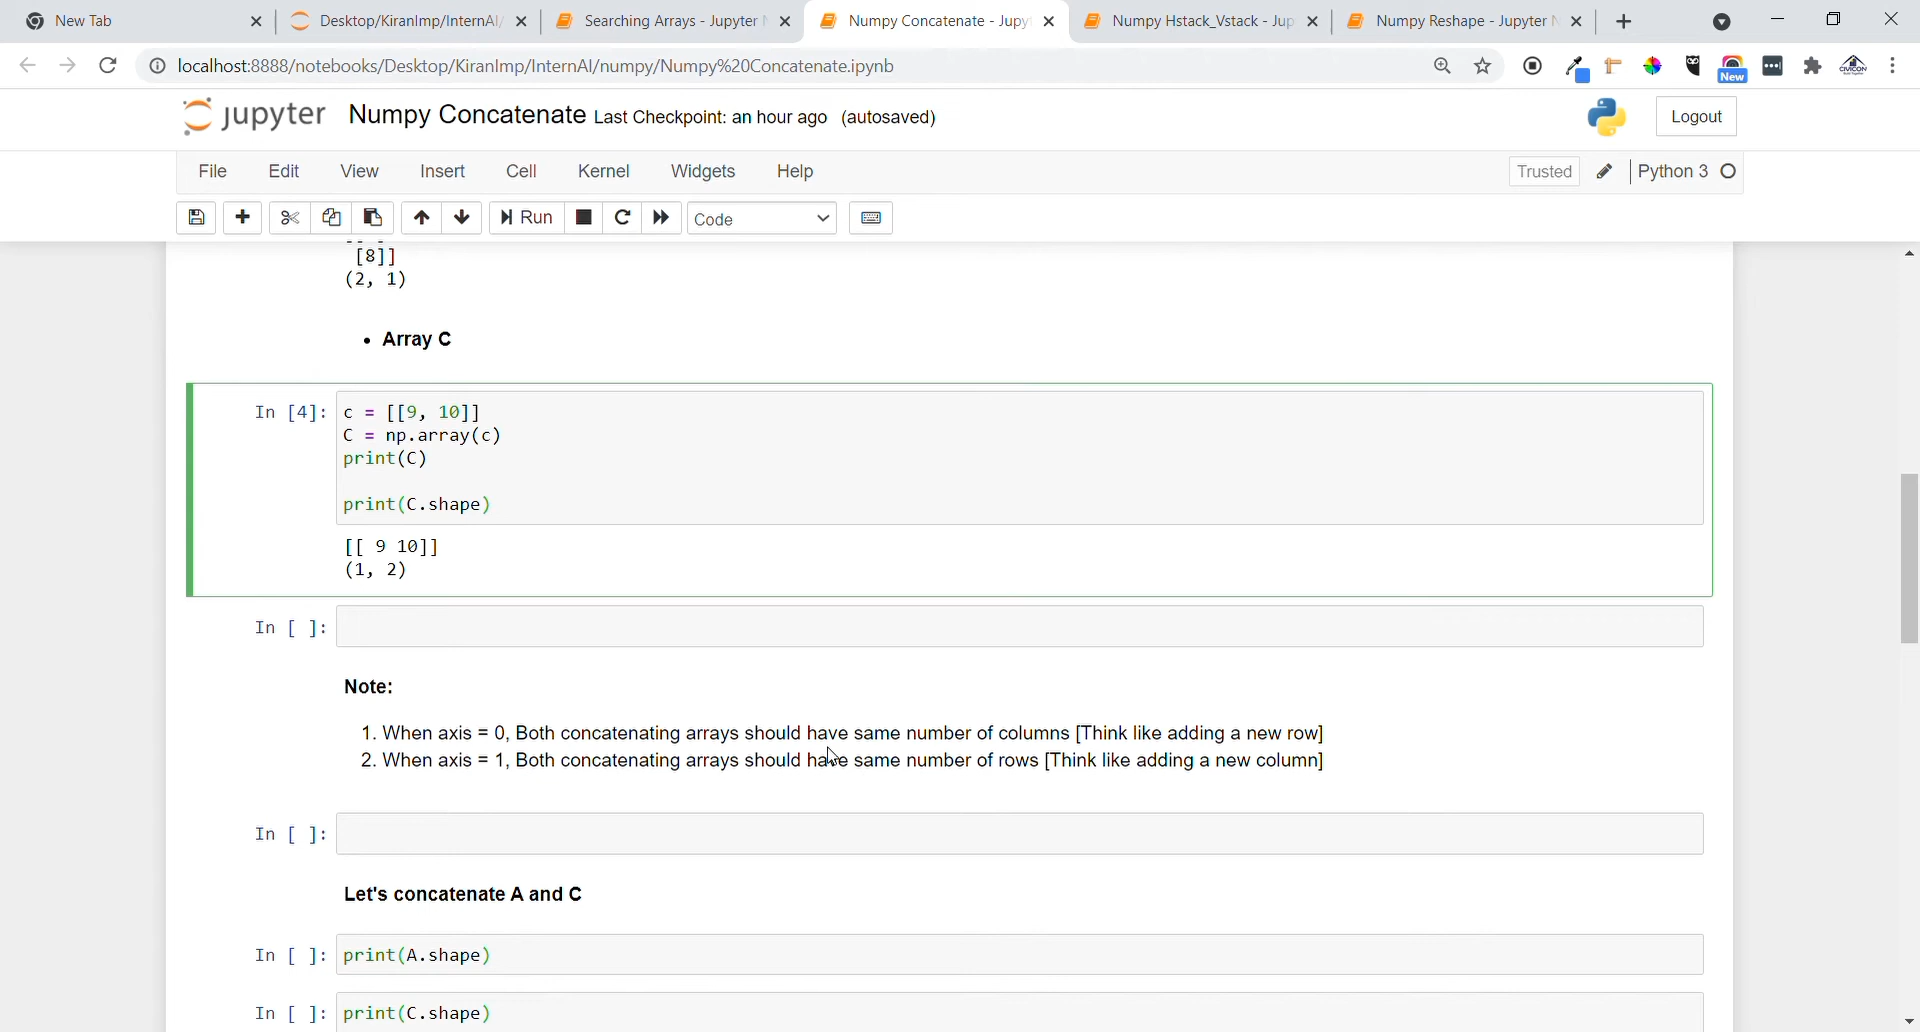 New Tab
Desktop/KiranImp/InternAI/
Searching Arrays - Jupyter N
Numpy Concatenate - Jupy
Numpy Hstack_Vstack - Jup
Numpy Reshape - Jupyter N
localhost:8888/notebooks/Desktop/KiranImp/InternAI/numpy/Numpy%20Concatenate.ipynb
New
CIVICON
jupyter Numpy Concatenate Last Checkpoint: an hour ago (autosaved)
Logout
File Edit View Insert Cell Kernel Widgets Help
Trusted Python 3
Run Code
[8]]
(2, 1)
• Array C
In [4]: c = [[9, 10]]
C = np.array(c)
print(C)
print(C.shape)
[[ 9 10]]
(1, 2)
In [ ]:
Note:
1. When axis = 0, Both concatenating arrays should have same number of columns [Think like adding a new row]
2. When axis = 1, Both concatenating arrays should have same number of rows [Think like adding a new column]
In [ ]:
Let's concatenate A and C
In [ ]: print(A.shape)
In [ ]: print(C.shape)